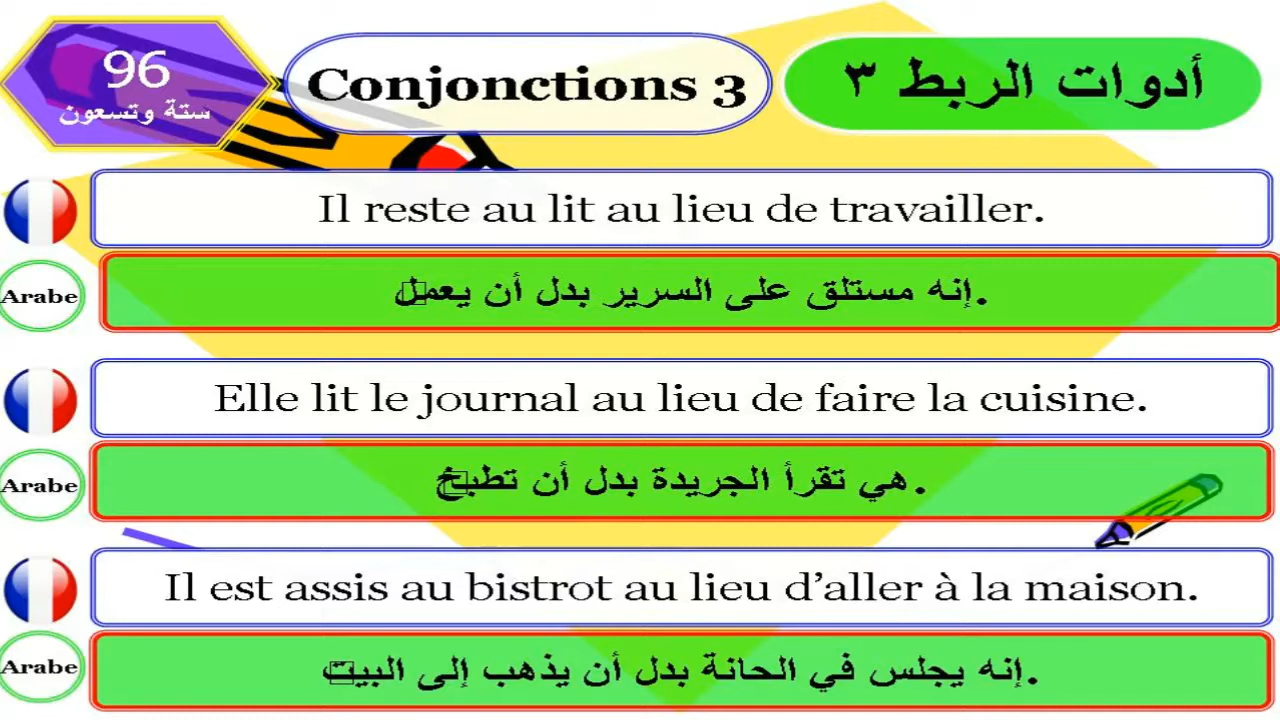 96
ستة وتسعون
Conjonctions 3
أدوات الربط ٣
Il reste au lit au lieu de travailler.
Arabe
إنه مستلق على السرير بدل أن يعمل.
Elle lit le journal au lieu de faire la cuisine.
Arabe
هي تقرأ الجريدة بدل أن تطبخ.
Il est assis au bistrot au lieu d’aller à la maison.
Arabe
إنه يجلس في الحانة بدل أن يذهب إلى البيت.